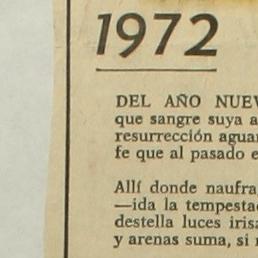 1972
DEL AÑO NUEV
que sangre suya a
resurrección aguar
fe que al pasado e
Allí donde naufra
—ida la tempestad
destella luces iris
y arenas suma, si